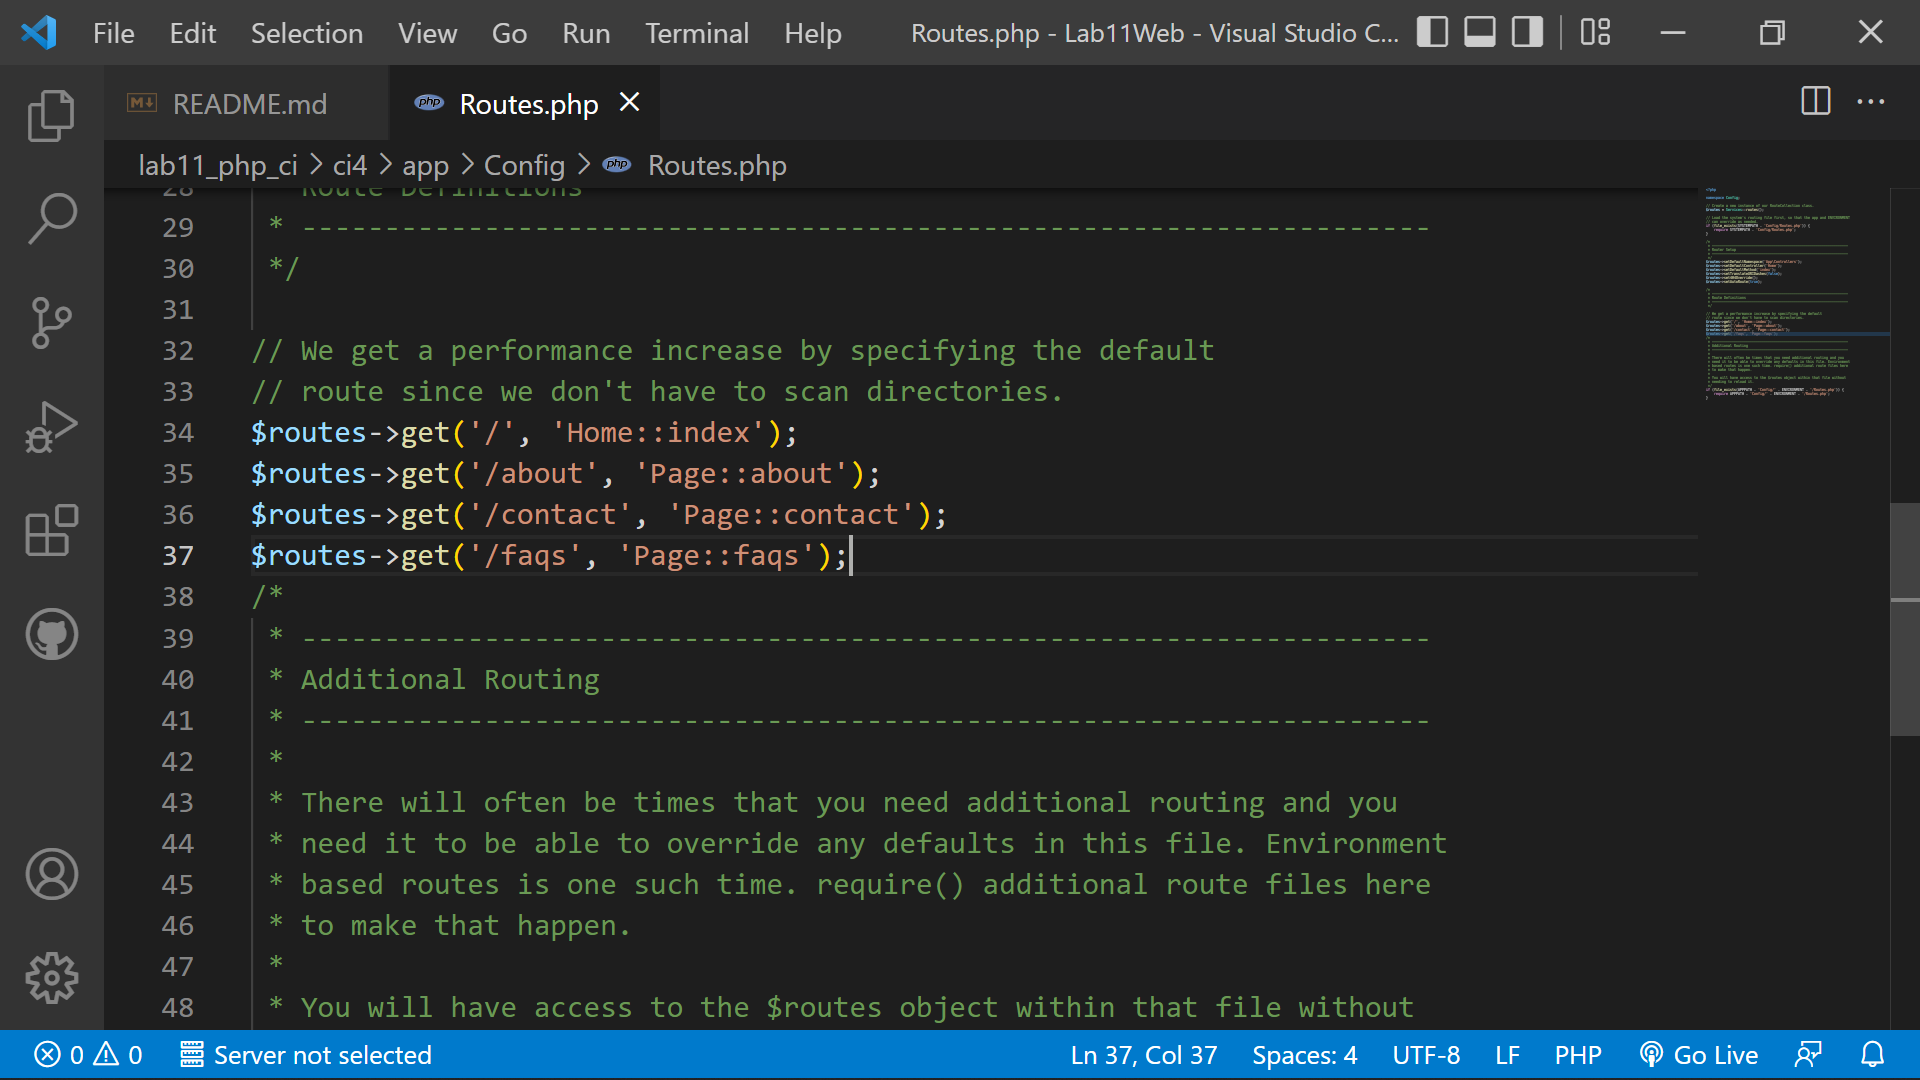 File Edit Selection View Go Run Terminal Help Routes.php - Lab11Web - Visual Studio C...
README.md Routes.php
lab11_php_ci > ci4 > app > Config > php Routes.php
28 Route Definitions
29 * --------------------------------------------------------------------
30 */
31
32 // We get a performance increase by specifying the default
33 // route since we don't have to scan directories.
34 $routes->get('/', 'Home::index');
35 $routes->get('/about', 'Page::about');
36 $routes->get('/contact', 'Page::contact');
37 $routes->get('/faqs', 'Page::faqs');
38 /*
39 * --------------------------------------------------------------------
40 * Additional Routing
41 * --------------------------------------------------------------------
42 *
43 * There will often be times that you need additional routing and you
44 * need it to be able to override any defaults in this file. Environment
45 * based routes is one such time. require() additional route files here
46 * to make that happen.
47 *
48 * You will have access to the $routes object within that file without
0 0 Server not selected Ln 37, Col 37 Spaces: 4 UTF-8 LF PHP Go Live